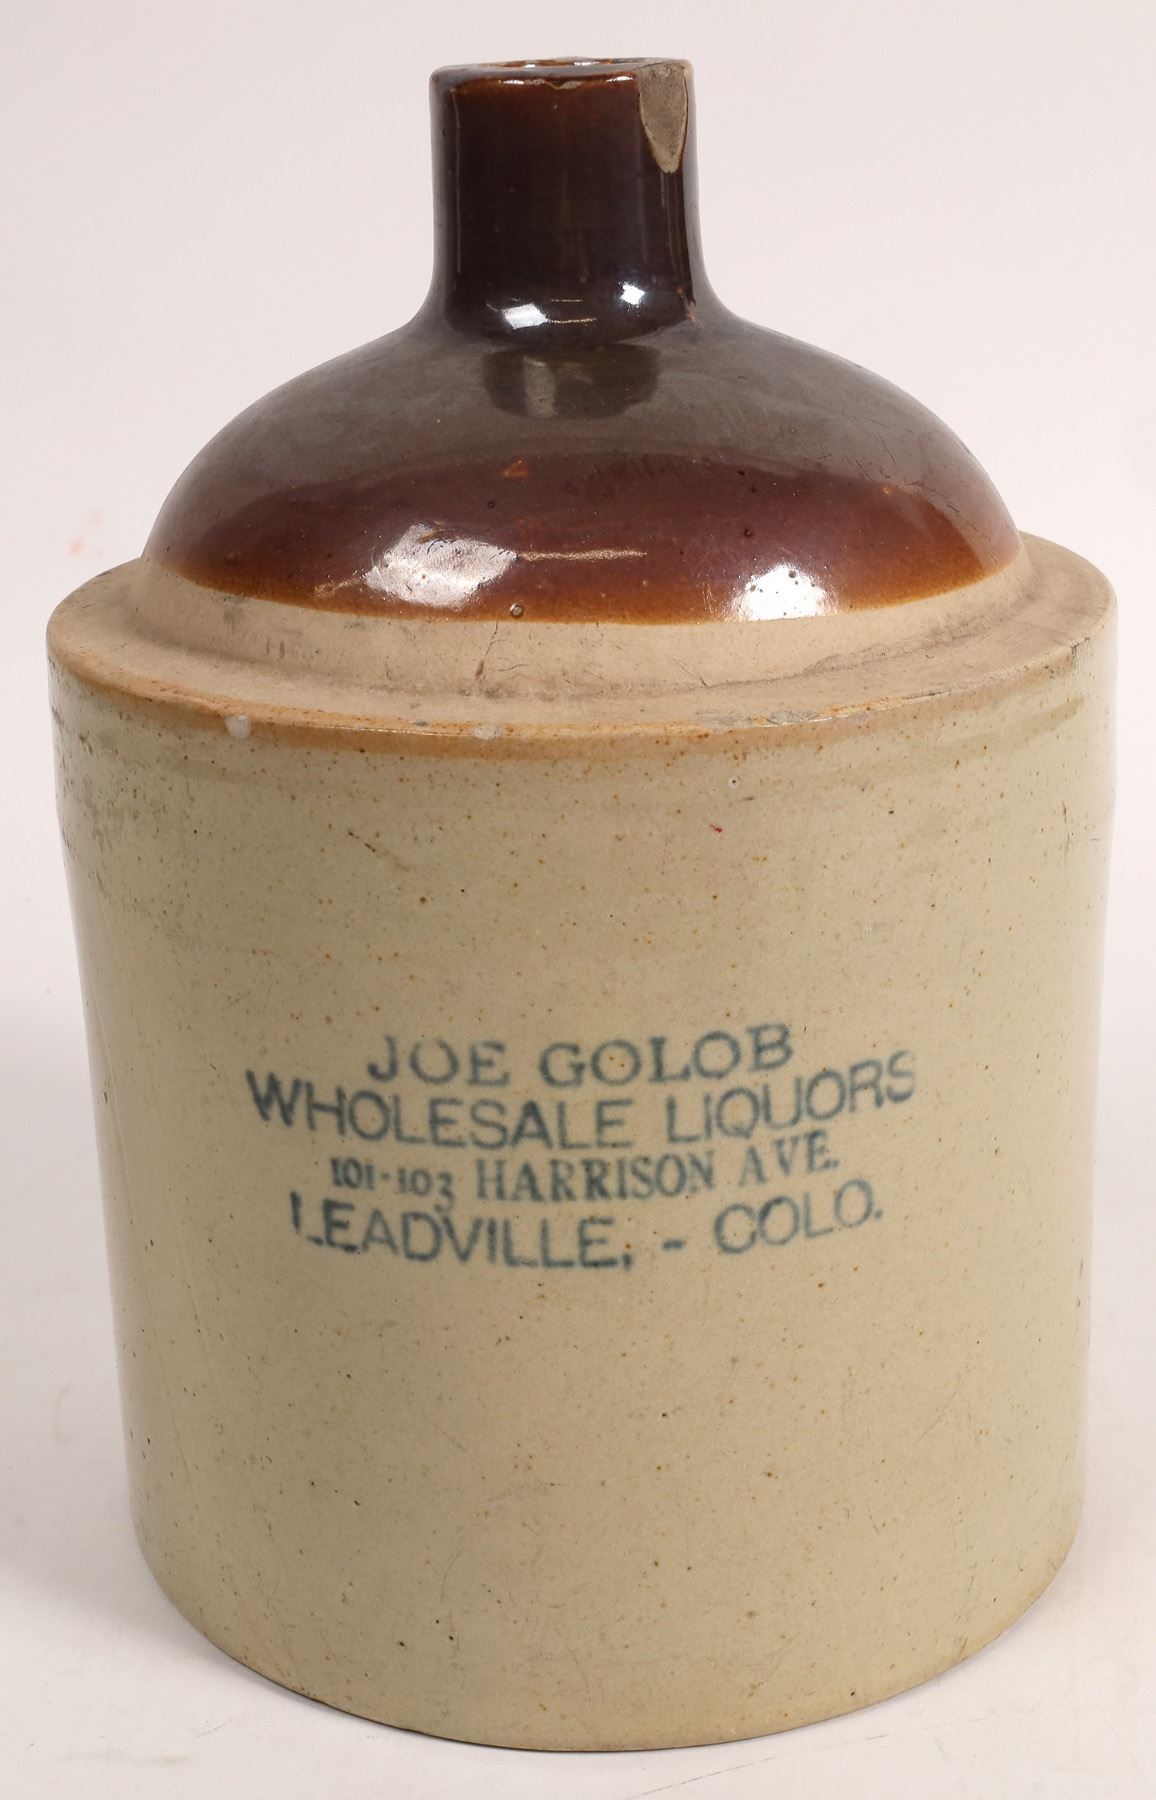 JOE GOLOB
WHOLESALE LIQUORS
101-103 HARRISON AVE.
LEADVILLE, - COLO.